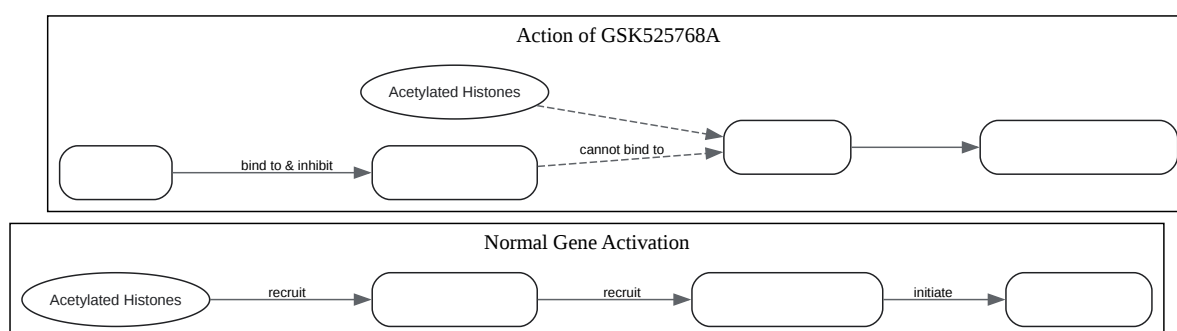 Action of GSK525768A
Acetylated Histones
bind to & inhibit
cannot bind to
Normal Gene Activation
Acetylated Histones
recruit
recruit
initiate